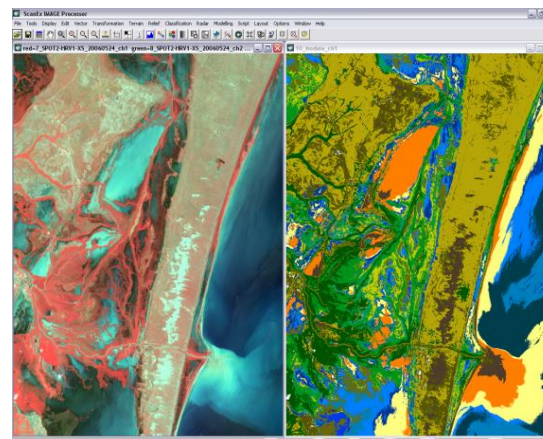 ScanEx IMAGE Processor
File Tools Display Edit Vector Transformation Terrain Relief Classification Radar Modelling Script Layout Options Window Help
red=7_SPOT2-HRV1-XS_20060524_ch1 green=8_SPOT2-HRV1-XS_20060524_ch2 ...